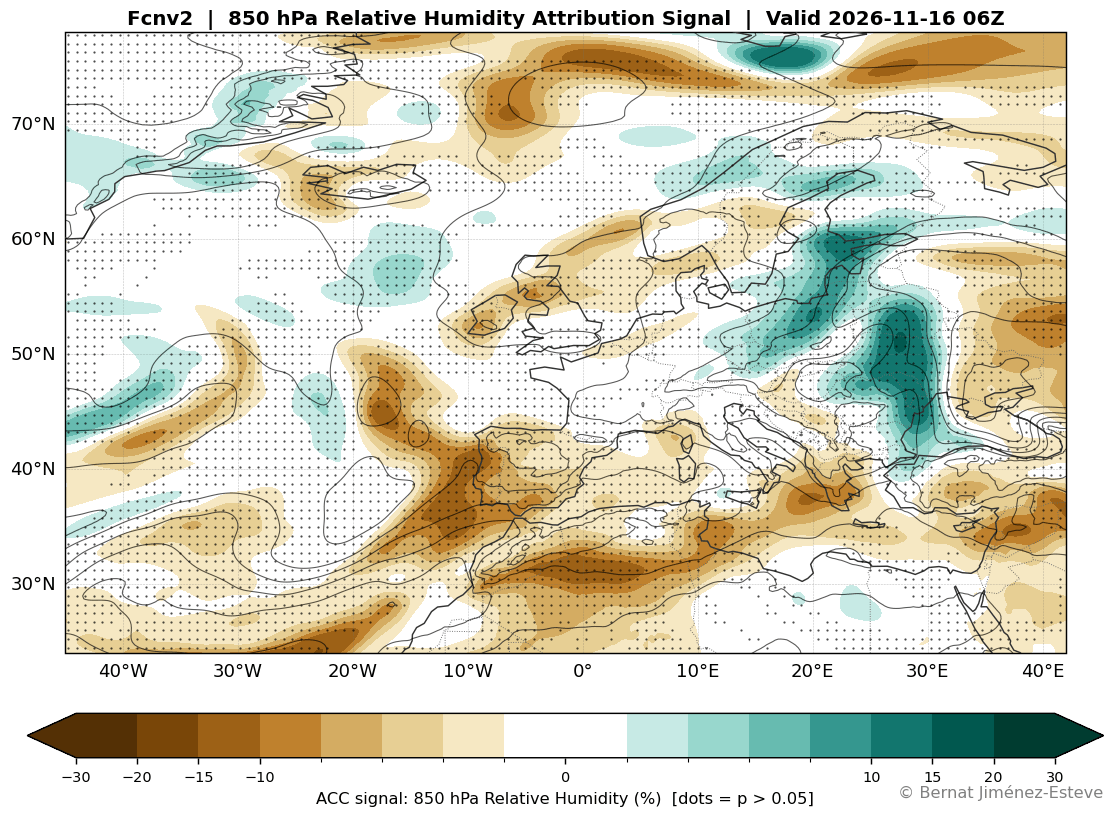 Fcnv2 | 850 hPa Relative Humidity Attribution Signal | Valid 2026-11-16 06Z
70°N
60°N
50°N
40°N
30°N
40°W 30°W 20°W 10°W 0° 10°E 20°E 30°E 40°E
−30 −20 −15 −10 0 10 15 20 30
ACC signal: 850 hPa Relative Humidity (%) [dots = p > 0.05]
© Bernat Jiménez-Esteve